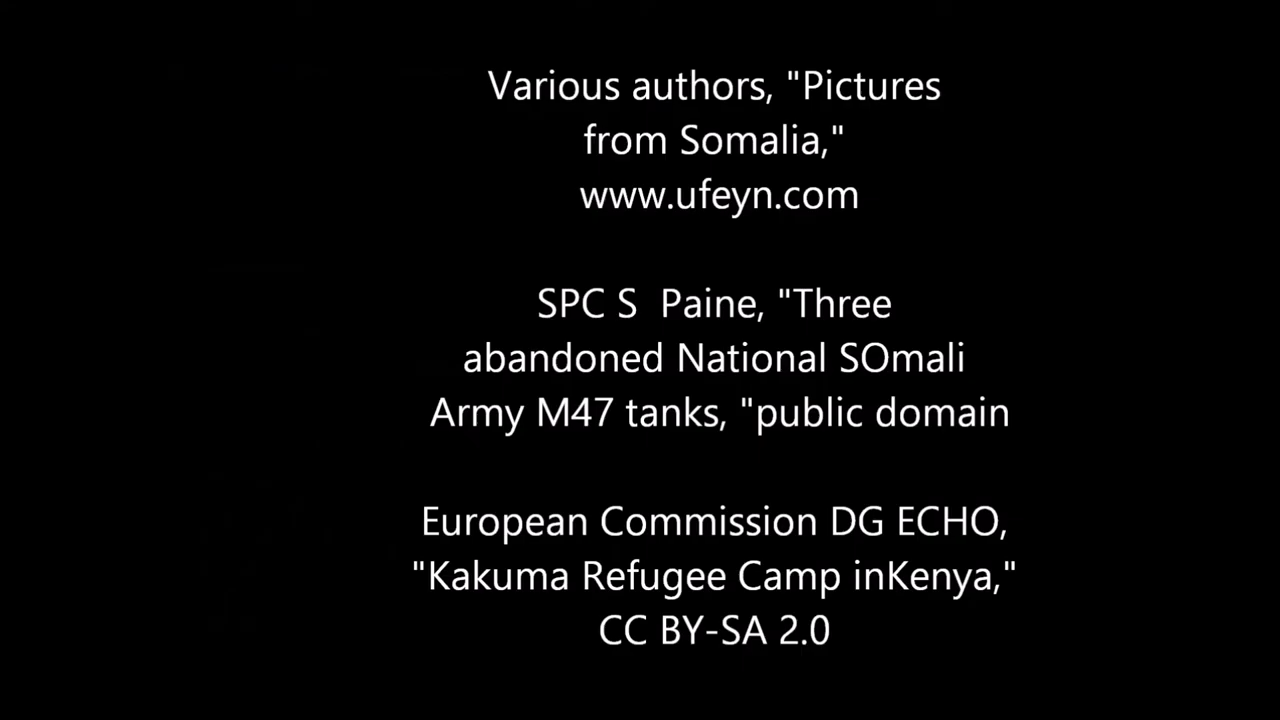 Various authors, "Pictures
from Somalia,"
www.ufeyn.com
SPC S  Paine, "Three
abandoned National SOmali
Army M47 tanks, "public domain
European Commission DG ECHO,
"Kakuma Refugee Camp inKenya,"
CC BY-SA 2.0